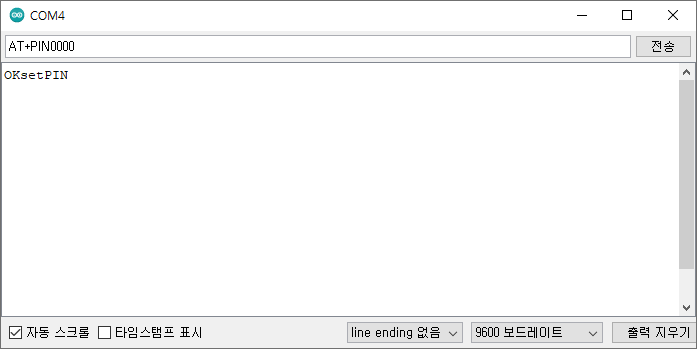 COM4
AT+PIN0000
전송
OKsetPIN
자동 스크롤 타임스탬프 표시 line ending 없음 9600 보드레이트 출력 지우기